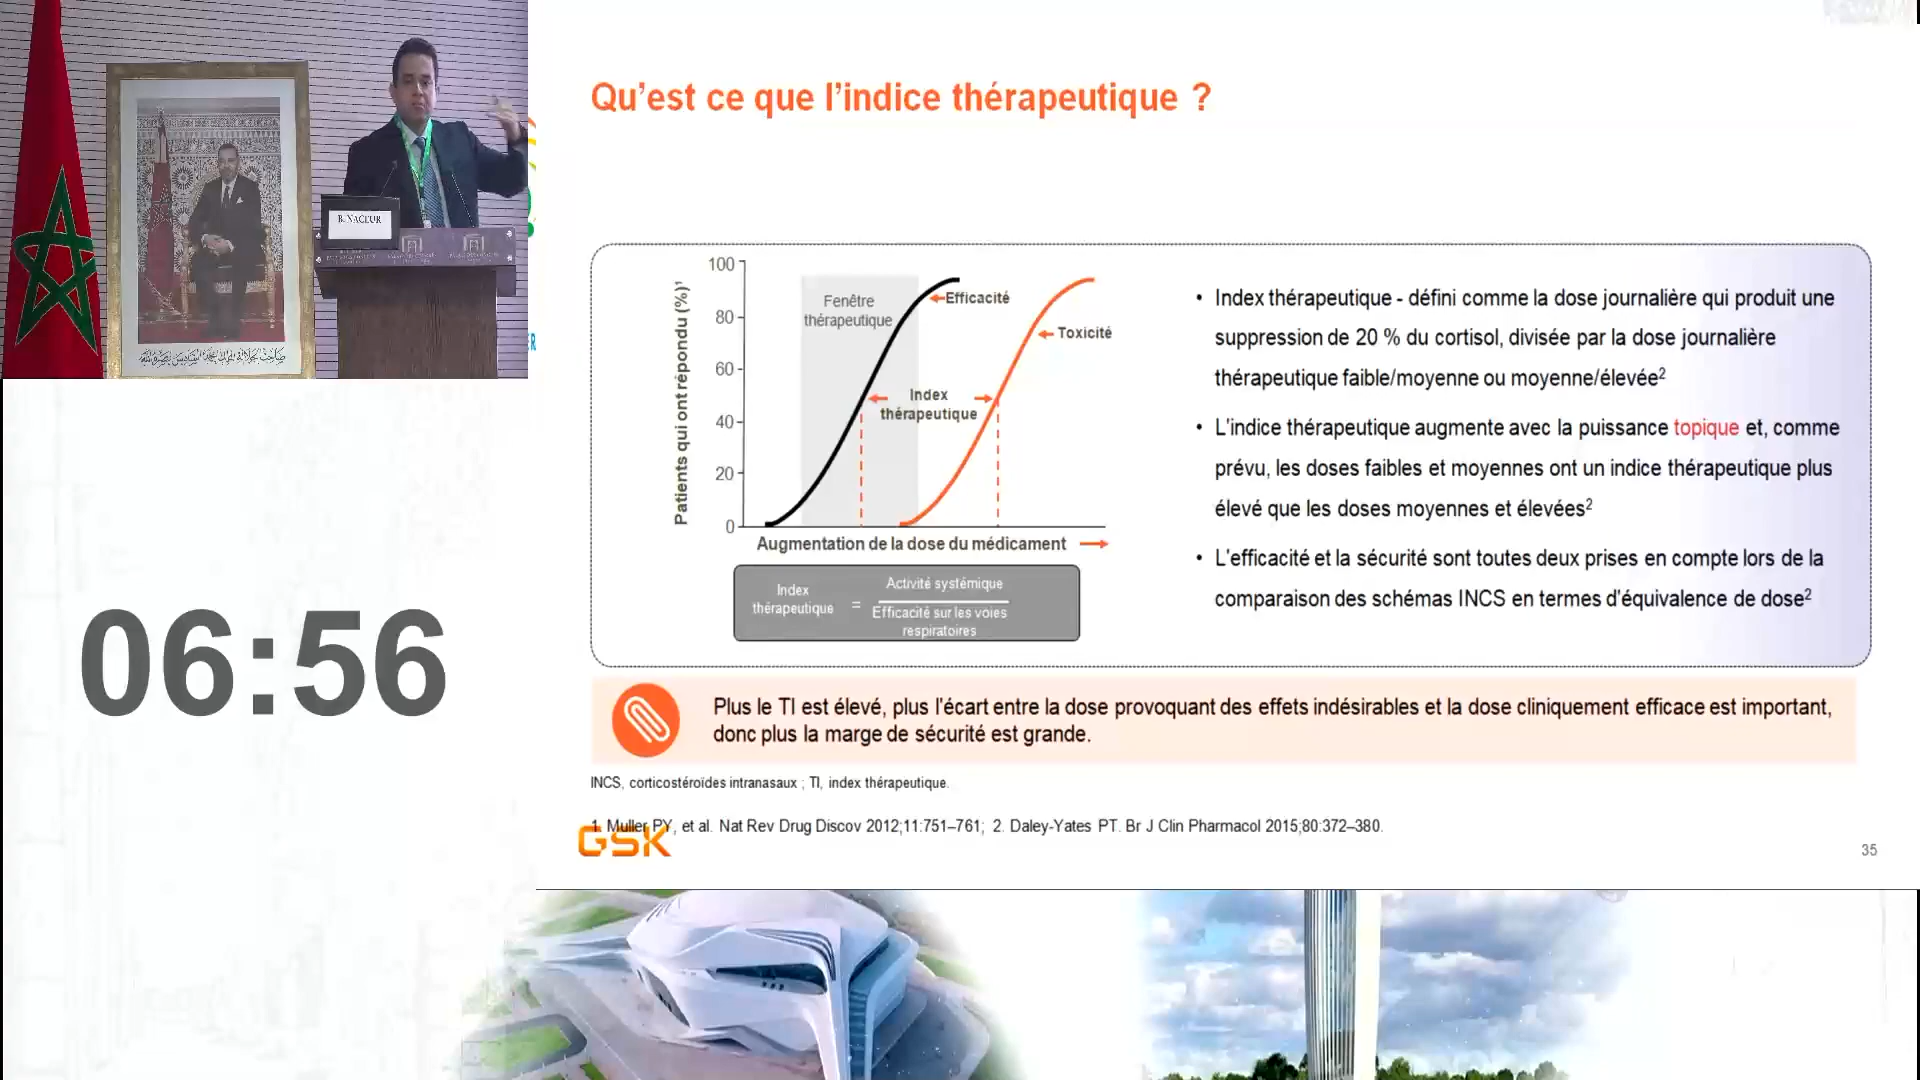 B. NACEUR
Qu’est ce que l’indice thérapeutique ?
Patients qui ont répondu (%)¹
100
80
60
40
20
0
Fenêtre
thérapeutique
Efficacité
Toxicité
Index
thérapeutique
Augmentation de la dose du médicament
Index
thérapeutique
=
Activité systémique
Efficacité sur les voies
respiratoires
• Index thérapeutique - défini comme la dose journalière qui produit une
suppression de 20 % du cortisol, divisée par la dose journalière
thérapeutique faible/moyenne ou moyenne/élevée²
• L’indice thérapeutique augmente avec la puissance topique et, comme
prévu, les doses faibles et moyennes ont un indice thérapeutique plus
élevé que les doses moyennes et élevées²
• L’efficacité et la sécurité sont toutes deux prises en compte lors de la
comparaison des schémas INCS en termes d’équivalence de dose²
06:56
Plus le TI est élevé, plus l’écart entre la dose provoquant des effets indésirables et la dose cliniquement efficace est important,
donc plus la marge de sécurité est grande.
INCS, corticostéroïdes intranasaux ; TI, index thérapeutique.
1. Muller PY, et al. Nat Rev Drug Discov 2012;11:751–761; 2. Daley-Yates PT. Br J Clin Pharmacol 2015;80:372–380.
GSK
35